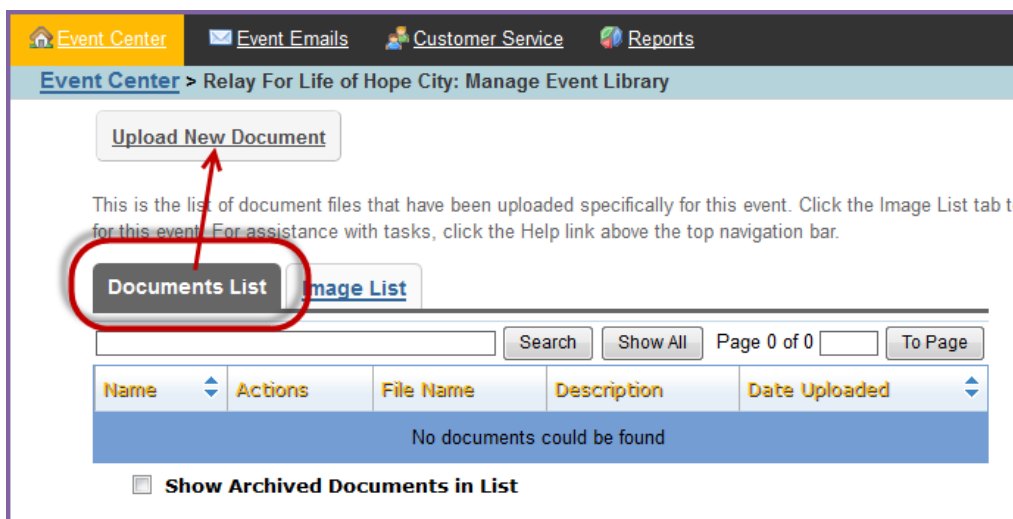 Event Center Event Emails Customer Service Reports
Event Center > Relay For Life of Hope City: Manage Event Library
Upload New Document
This is the list of document files that have been uploaded specifically for this event. Click the Image List tab
for this event. For assistance with tasks, click the Help link above the top navigation bar.
Documents List Image List
Search Show All Page 0 of 0 To Page
Name Actions File Name Description Date Uploaded
No documents could be found
Show Archived Documents in List